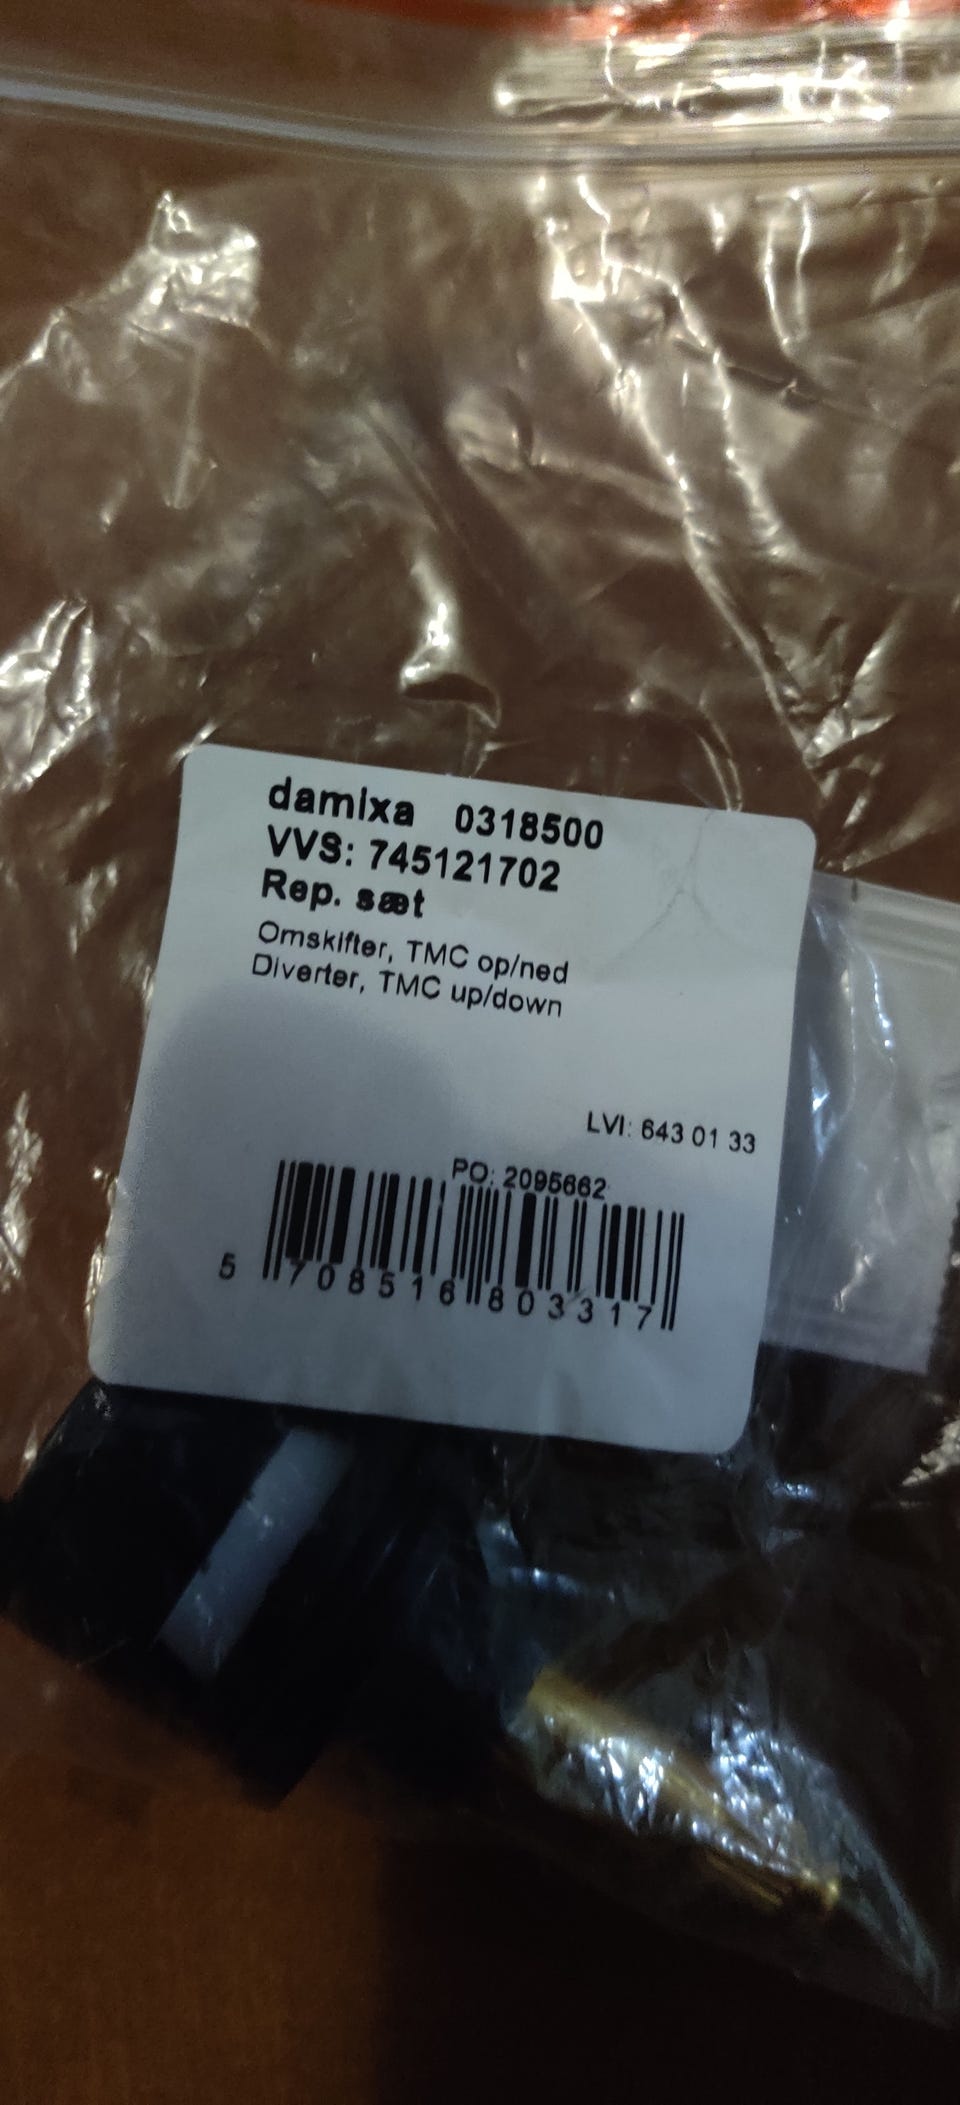 damixa 0318500
VVS: 745121702
Rep. sæt
Omskifter, TMC op/ned
Diverter, TMC up/down
LVI: 643 01 33
PO: 2095662
5 708516 803317